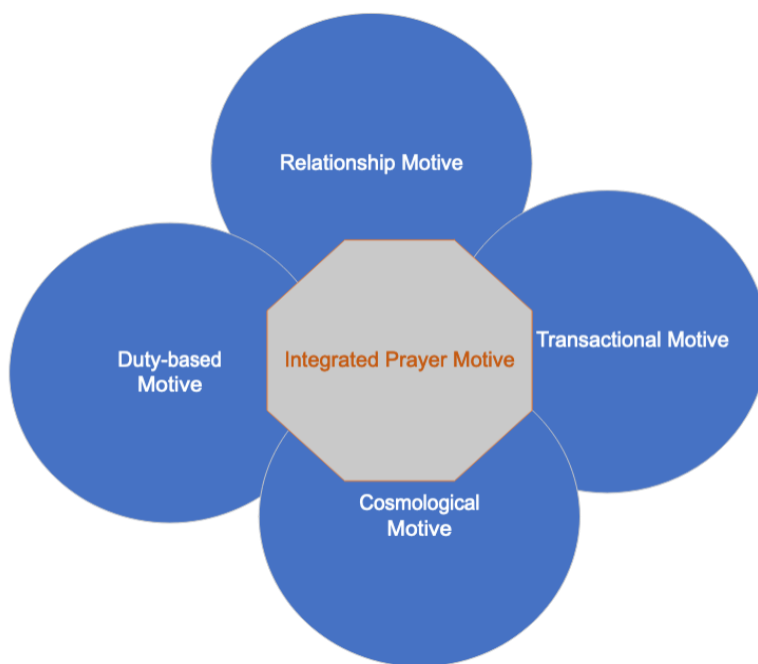 Relationship Motive
Transactional Motive
Duty-based
Motive
Integrated Prayer Motive
Cosmological
Motive